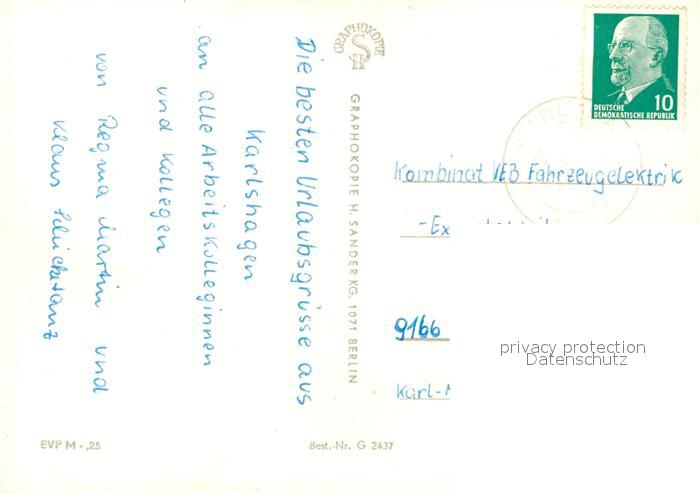 Die besten Urlaubsgrüsse aus
Karlshagen
an alle Arbeitskolleginnen
und Kollegen
von Regina Martin und
Klaus
GRAPHOKOPIE
GRAPHOKOPIE H. SANDER KG, 1071 BERLIN
10
DEUTSCHE
DEMOKRATISCHE REPUBLIK
Kombinat VEB Fahrzeugelektrik
-Ex
9166
Karl-M
privacy protection
Datenschutz
EVP M -,25
Best.-Nr. G 2437